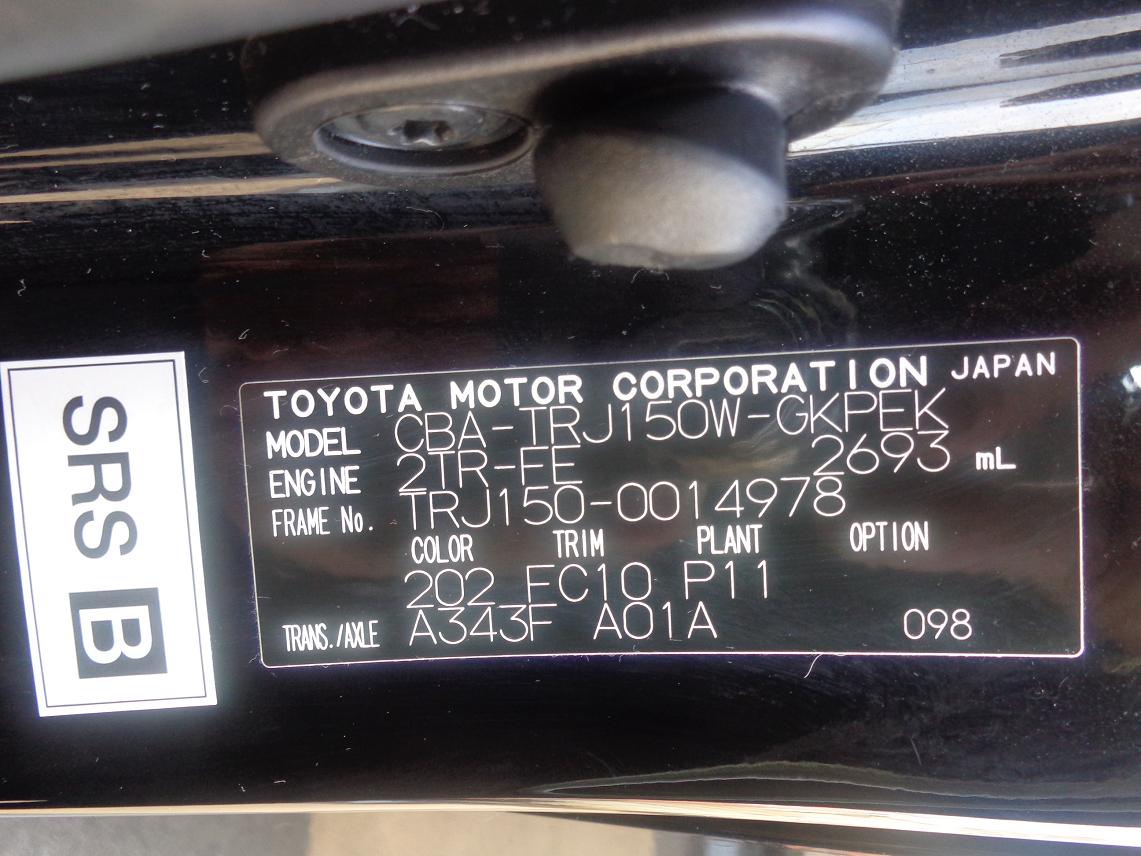 TOYOTA MOTOR CORPORATION JAPAN
MODEL CBA-TRJ150W-GKPEK
ENGINE 2TR-FE 2693 mL
FRAME No. TRJ150-0014978
COLOR TRIM PLANT OPTION
202 FC10 P11
TRANS./AXLE A343F A01A 098
SRS B